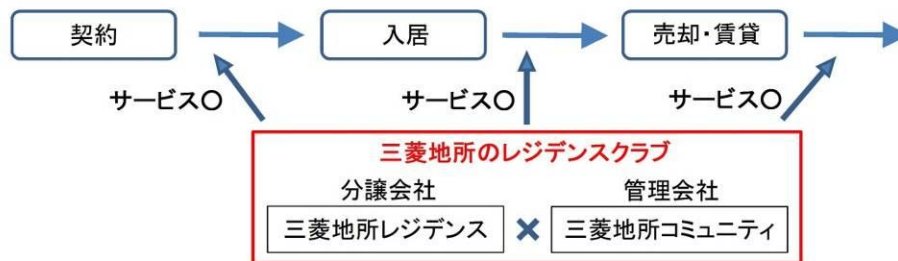 契約
入居
売却・賃貸
サービス〇
サービス〇
サービス〇
三菱地所のレジデンスクラブ
分譲会社
管理会社
三菱地所レジデンス
×
三菱地所コミュニティ